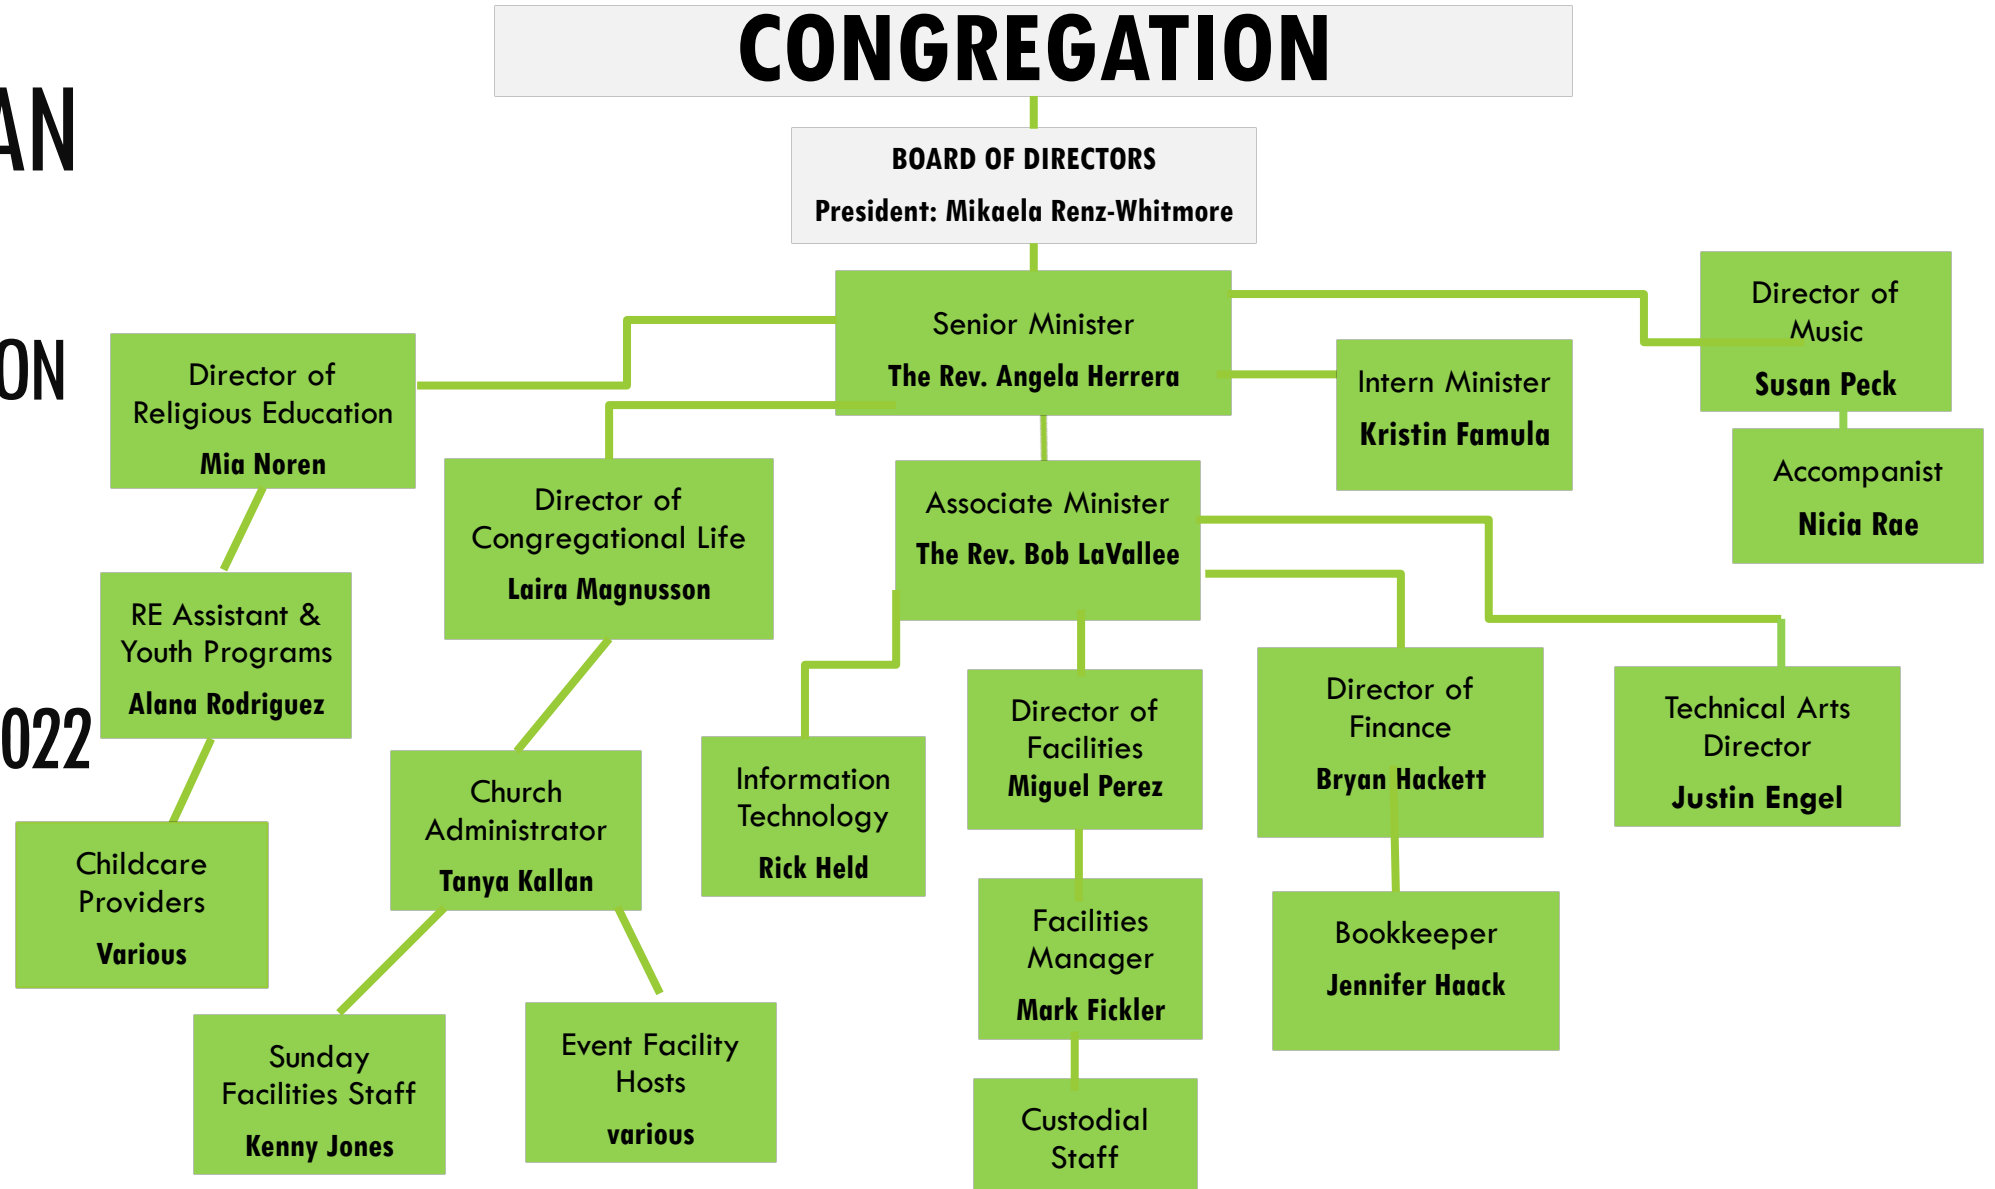 CONGREGATION
AN
BOARD OF DIRECTORS
President: Mikaela Renz-Whitmore
ON
022
Senior Minister
The Rev. Angela Herrera
Director of
Music
Susan Peck
Intern Minister
Kristin Famula
Accompanist
Nicia Rae
Director of
Religious Education
Mia Noren
Director of
Congregational Life
Laira Magnusson
Associate Minister
The Rev. Bob LaVallee
RE Assistant &
Youth Programs
Alana Rodriguez
Childcare
Providers
Various
Church
Administrator
Tanya Kallan
Sunday
Facilities Staff
Kenny Jones
Event Facility
Hosts
various
Information
Technology
Rick Held
Director of
Facilities
Miguel Perez
Facilities
Manager
Mark Fickler
Custodial
Staff
Director of
Finance
Bryan Hackett
Bookkeeper
Jennifer Haack
Technical Arts
Director
Justin Engel